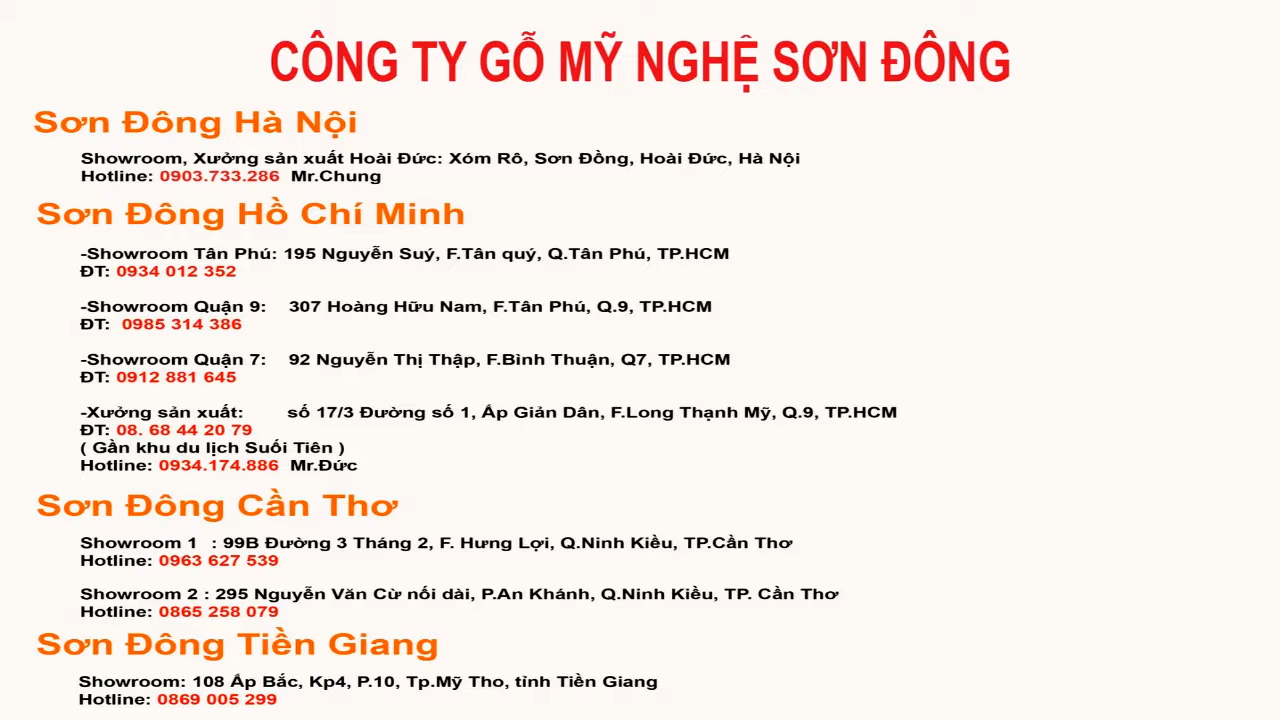 CÔNG TY GỖ MỸ NGHỆ SƠN ĐÔNG
Sơn Đông Hà Nội
Showroom, Xưởng sản xuất Hoài Đức: Xóm Rô, Sơn Đồng, Hoài Đức, Hà Nội
Hotline: 0903.733.286 Mr.Chung
Sơn Đông Hồ Chí Minh
-Showroom Tân Phú: 195 Nguyễn Suý, F.Tân quý, Q.Tân Phú, TP.HCM
ĐT: 0934 012 352
-Showroom Quận 9: 307 Hoàng Hữu Nam, F.Tân Phú, Q.9, TP.HCM
ĐT: 0985 314 386
-Showroom Quận 7: 92 Nguyễn Thị Thập, F.Bình Thuận, Q7, TP.HCM
ĐT: 0912 881 645
-Xưởng sản xuất: số 17/3 Đường số 1, Ấp Giản Dân, F.Long Thạnh Mỹ, Q.9, TP.HCM
ĐT: 08. 68 44 20 79
( Gần khu du lịch Suối Tiên )
Hotline: 0934.174.886 Mr.Đức
Sơn Đông Cần Thơ
Showroom 1 : 99B Đường 3 Tháng 2, F. Hưng Lợi, Q.Ninh Kiều, TP.Cần Thơ
Hotline: 0963 627 539
Showroom 2 : 295 Nguyễn Văn Cừ nối dài, P.An Khánh, Q.Ninh Kiều, TP. Cần Thơ
Hotline: 0865 258 079
Sơn Đông Tiền Giang
Showroom: 108 Ấp Bắc, Kp4, P.10, Tp.Mỹ Tho, tỉnh Tiền Giang
Hotline: 0869 005 299